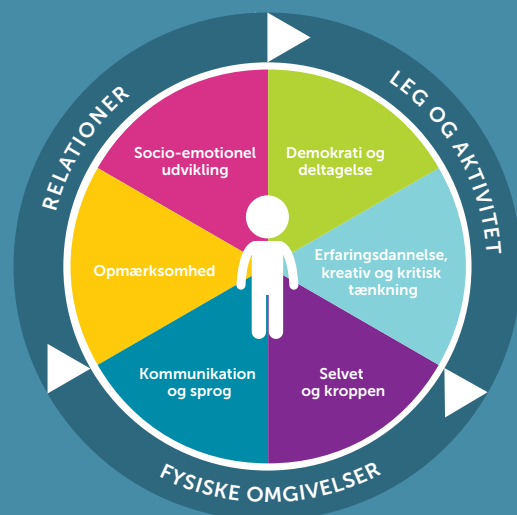 RELATIONER
LEG OG AKTIVITET
Socio-emotionel
udvikling
Demokrati og
deltagelse
Opmærksomhed
Erfaringsdannelse,
kreativ og kritisk
tænkning
Kommunikation
og sprog
Selvet
og kroppen
FYSISKE OMGIVELSER